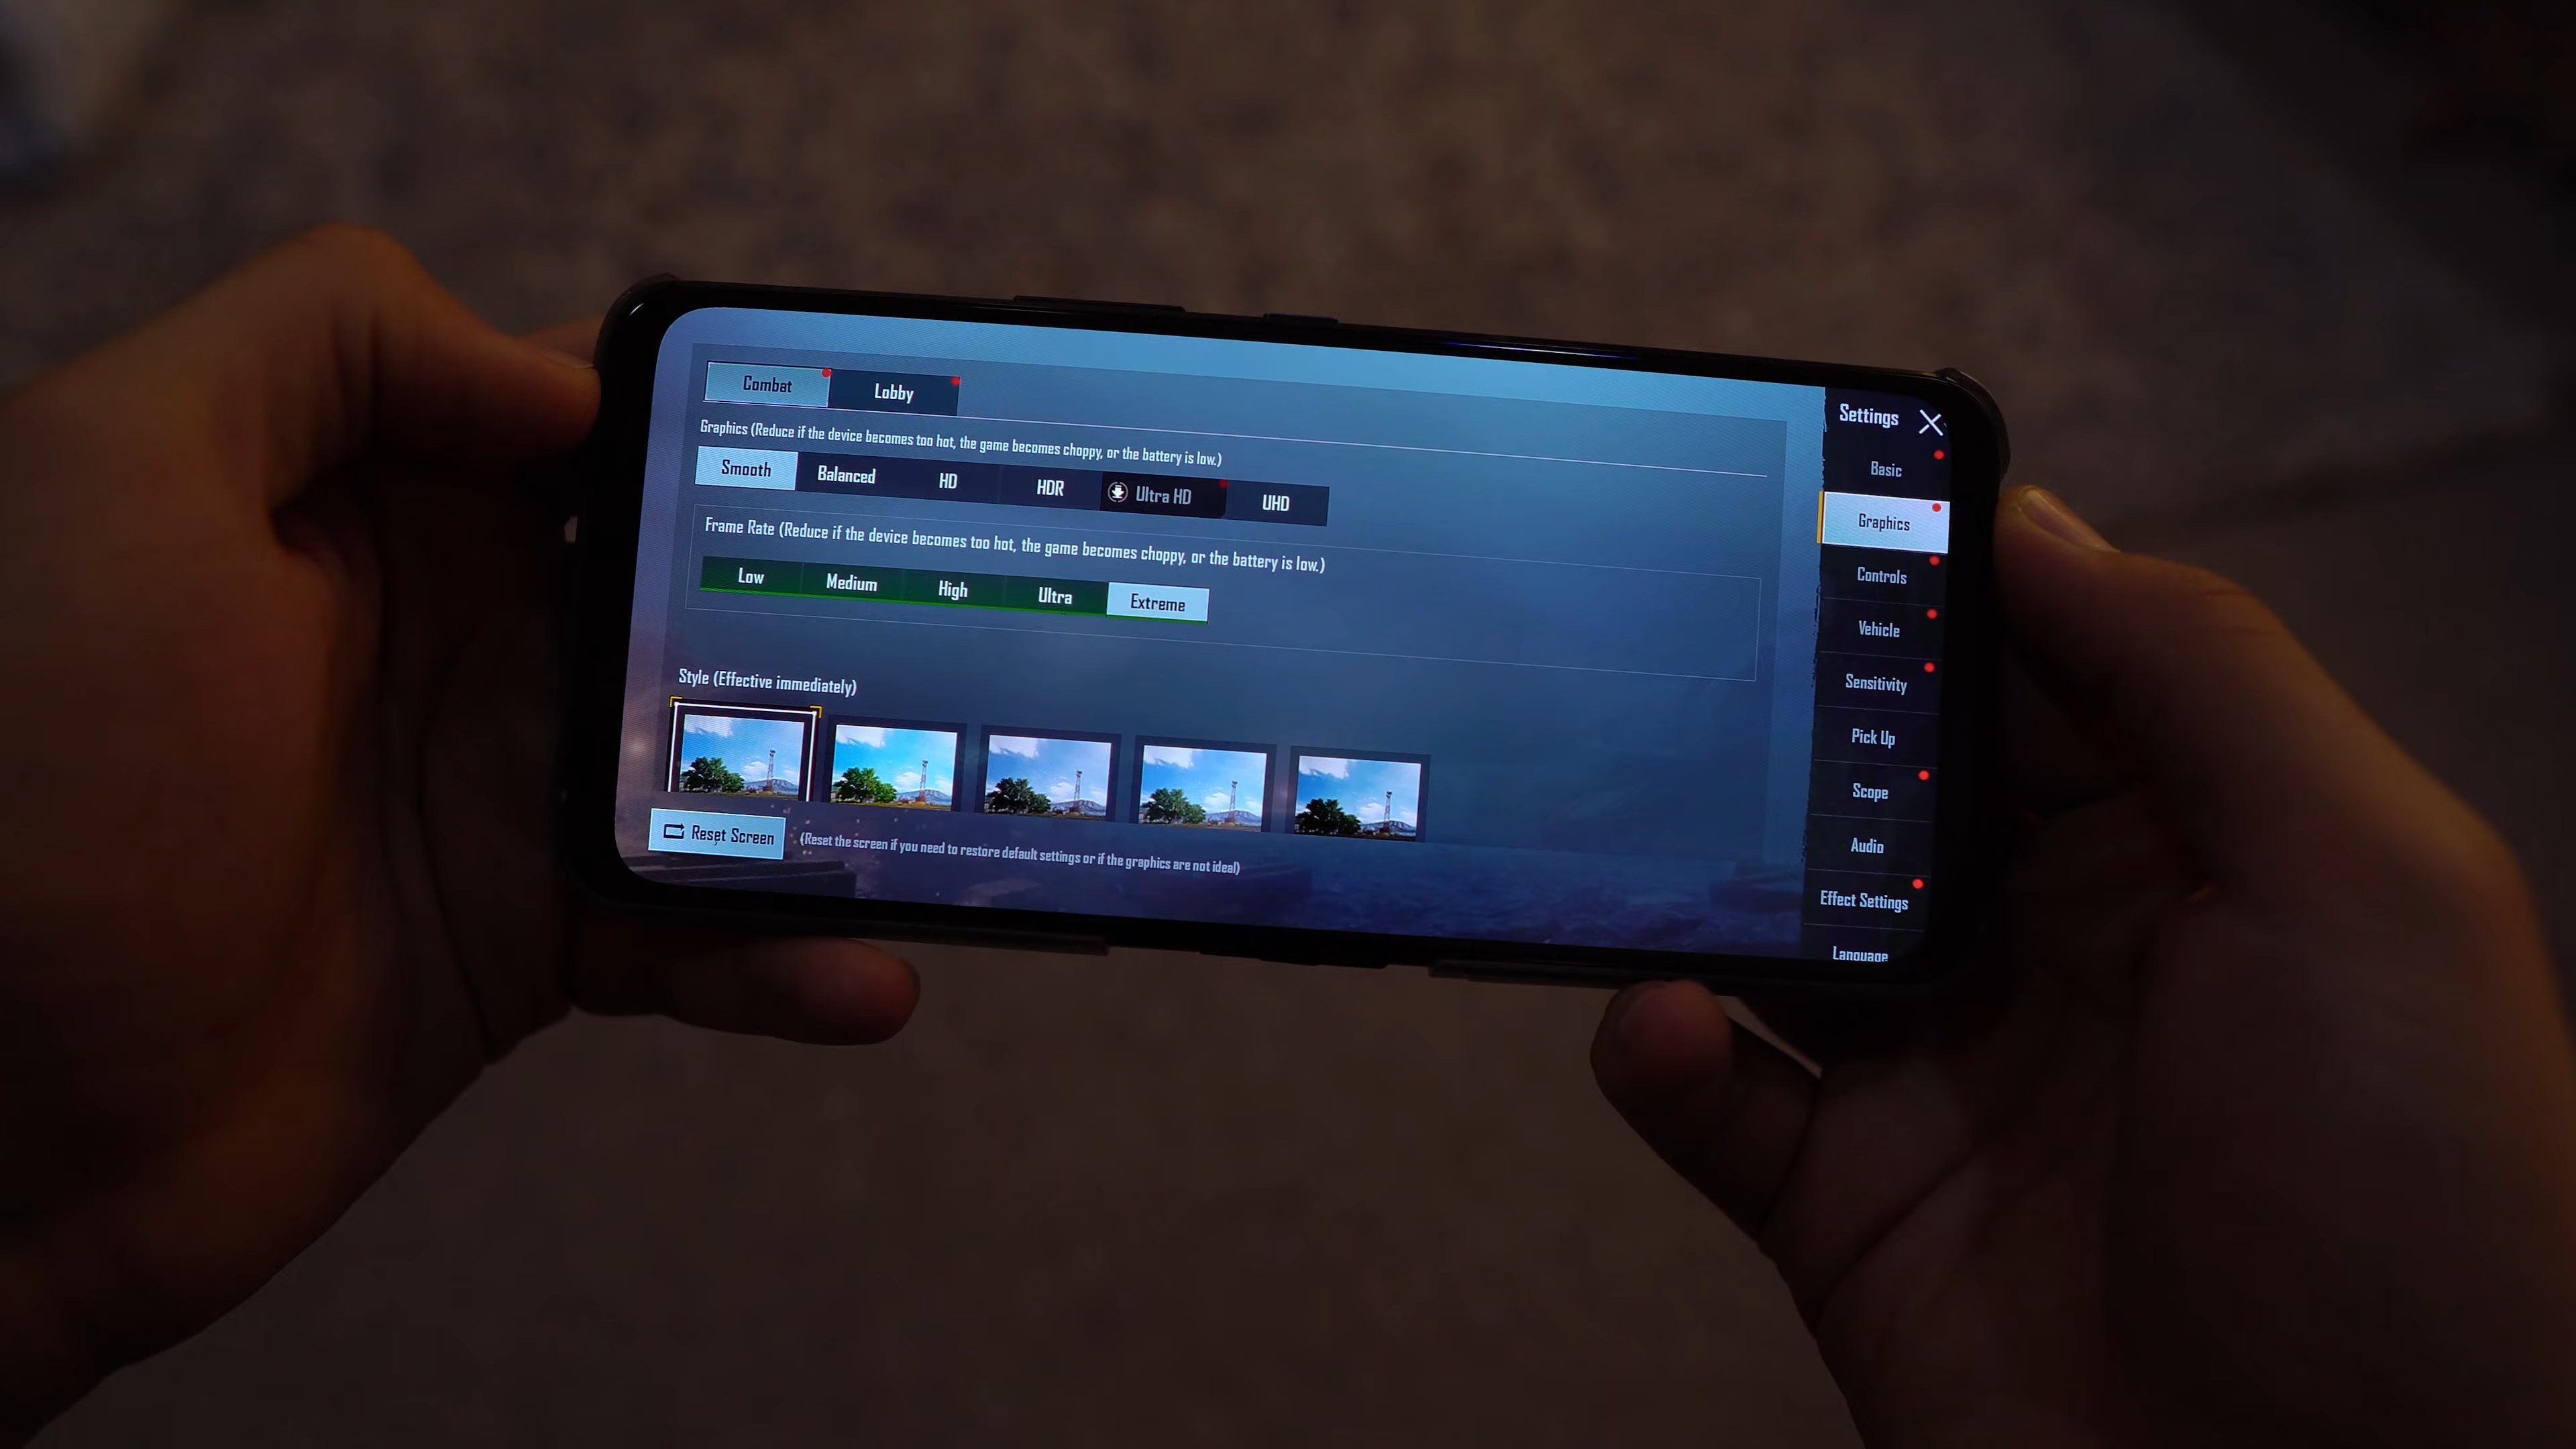 Combat Lobby
Graphics (Reduce if the device becomes too hot, the game becomes choppy, or the battery is low.)
Smooth Balanced HD HDR Ultra HD UHD
Frame Rate (Reduce if the device becomes too hot, the game becomes choppy, or the battery is low.)
Low Medium High Ultra Extreme
Style (Effective immediately)
Reset Screen (Reset the screen if you need to restore default settings or if the graphics are not ideal)
Settings
Basic
Graphics
Controls
Vehicle
Sensitivity
Pick Up
Scope
Audio
Effect Settings
Language